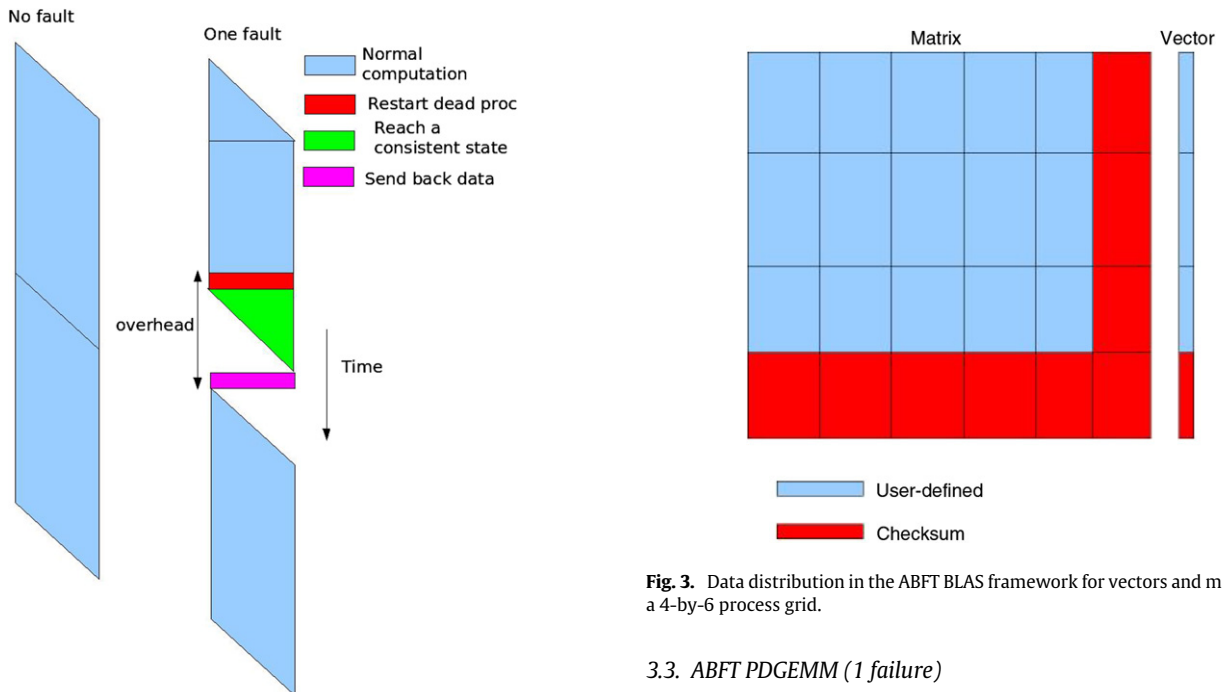 No fault
One fault
Normal
computation
Restart dead proc
Reach a
consistent state
Send back data
overhead
Time
Matrix
Vector
User-defined
Checksum
Fig. 3. Data distribution in the ABFT BLAS framework for vectors and m
a 4-by-6 process grid.
3.3. ABFT PDGEMM (1 failure)